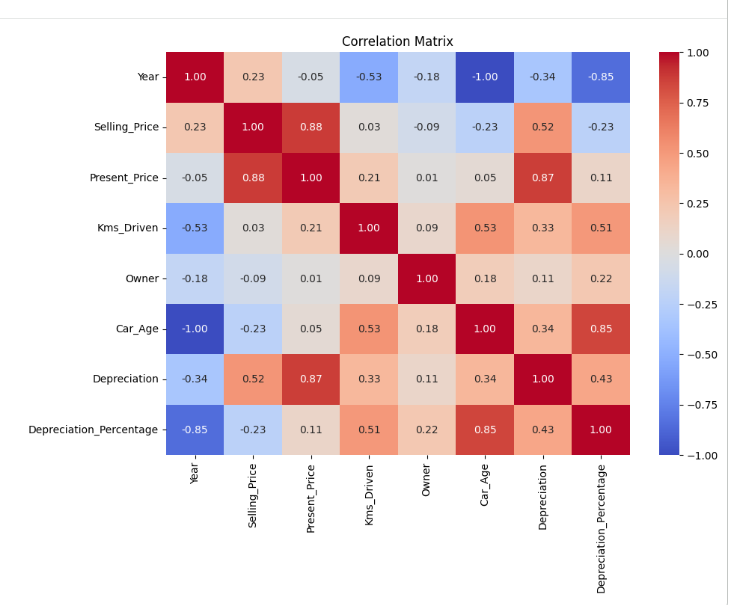 Correlation Matrix
Year 1.00 0.23 -0.05 -0.53 -0.18 -1.00 -0.34 -0.85
Selling_Price 0.23 1.00 0.88 0.03 -0.09 -0.23 0.52 -0.23
Present_Price -0.05 0.88 1.00 0.21 0.01 0.05 0.87 0.11
Kms_Driven -0.53 0.03 0.21 1.00 0.09 0.53 0.33 0.51
Owner -0.18 -0.09 0.01 0.09 1.00 0.18 0.11 0.22
Car_Age -1.00 -0.23 0.05 0.53 0.18 1.00 0.34 0.85
Depreciation -0.34 0.52 0.87 0.33 0.11 0.34 1.00 0.43
Depreciation_Percentage -0.85 -0.23 0.11 0.51 0.22 0.85 0.43 1.00
Year
Selling_Price
Present_Price
Kms_Driven
Owner
Car_Age
Depreciation
Depreciation_Percentage
1.00
0.75
0.50
0.25
0.00
−0.25
−0.50
−0.75
−1.00